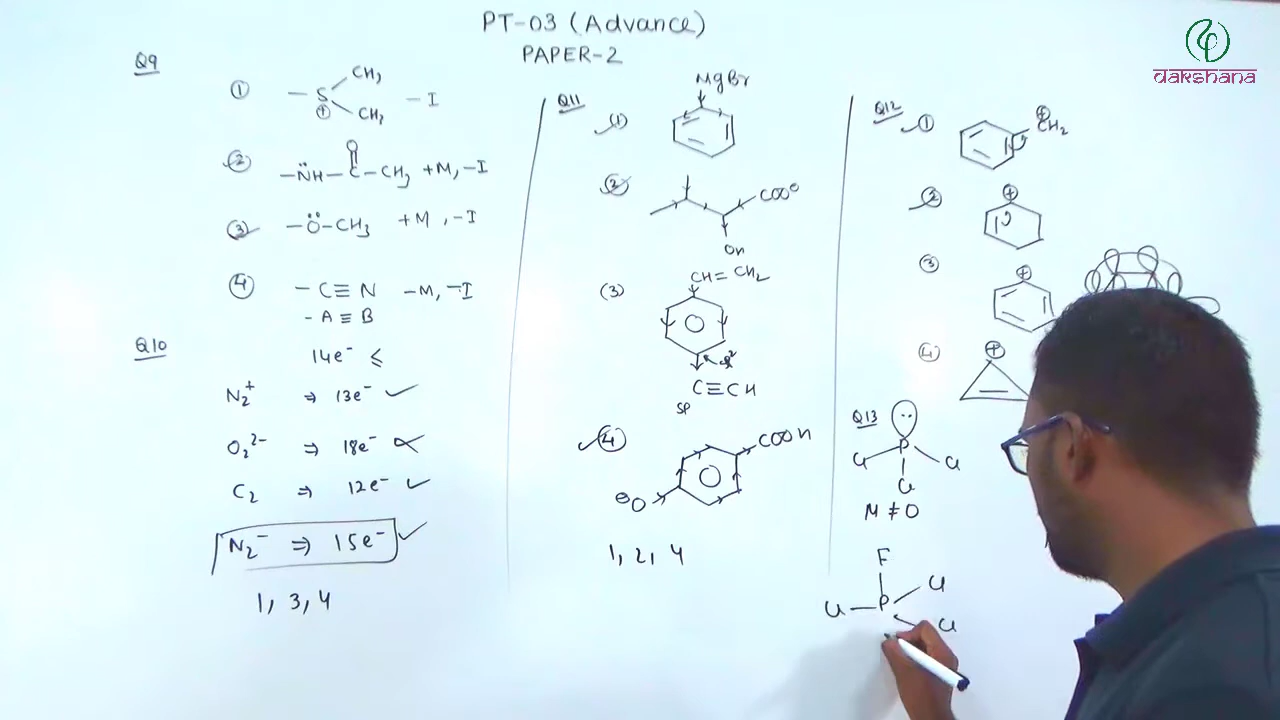 PT-03 (Advance)
PAPER-2
dakshana
Q9
① -S⊕ CH₃ CH₃ -I
② -N̈H-C-CH₃ +M, -I
O
③ -Ö-CH₃ +M, -I
④ -C≡N -M, -I
-A≡B
Q10
14e⁻ ≤
N₂⁺ ⇒ 13e⁻ ✓
O₂²⁻ ⇒ 18e⁻
C₂ ⇒ 12e⁻ ✓
N₂⁻ ⇒ 15e⁻ ✓
1, 3, 4
Q11
(1) MgBr
② COO⊖
OH
(3) CH=CH₂
sp²
C≡CH
sp
④ COOH
⊖O
1, 2, 4
Q12
① ⊕CH₂
② ⊕
③ ⊕
④ ⊕
Q13
P
Cl Cl
Cl
M≠0
F
Cl P Cl
Cl